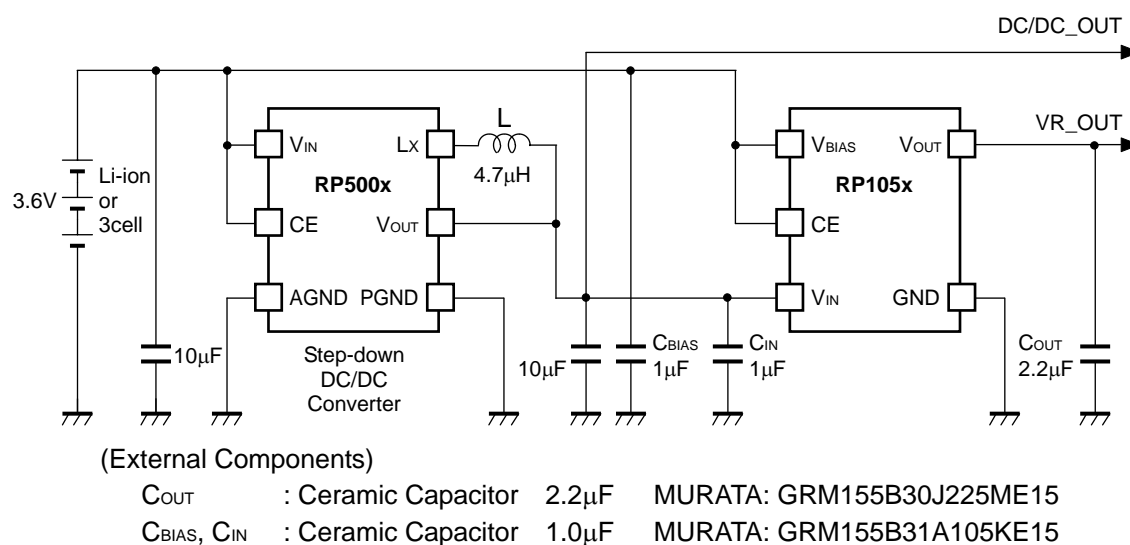 DC/DC_OUT
VR_OUT
L
4.7μH
VIN
LX
RP500x
CE
VOUT
AGND
PGND
Step-down
DC/DC
Converter
3.6V
Li-ion
or
3cell
10μF
10μF
CBIAS
1μF
CIN
1μF
VBIAS
VOUT
RP105x
CE
VIN
GND
COUT
2.2μF
(External Components)
COUT : Ceramic Capacitor 2.2μF MURATA: GRM155B30J225ME15
CBIAS, CIN : Ceramic Capacitor 1.0μF MURATA: GRM155B31A105KE15